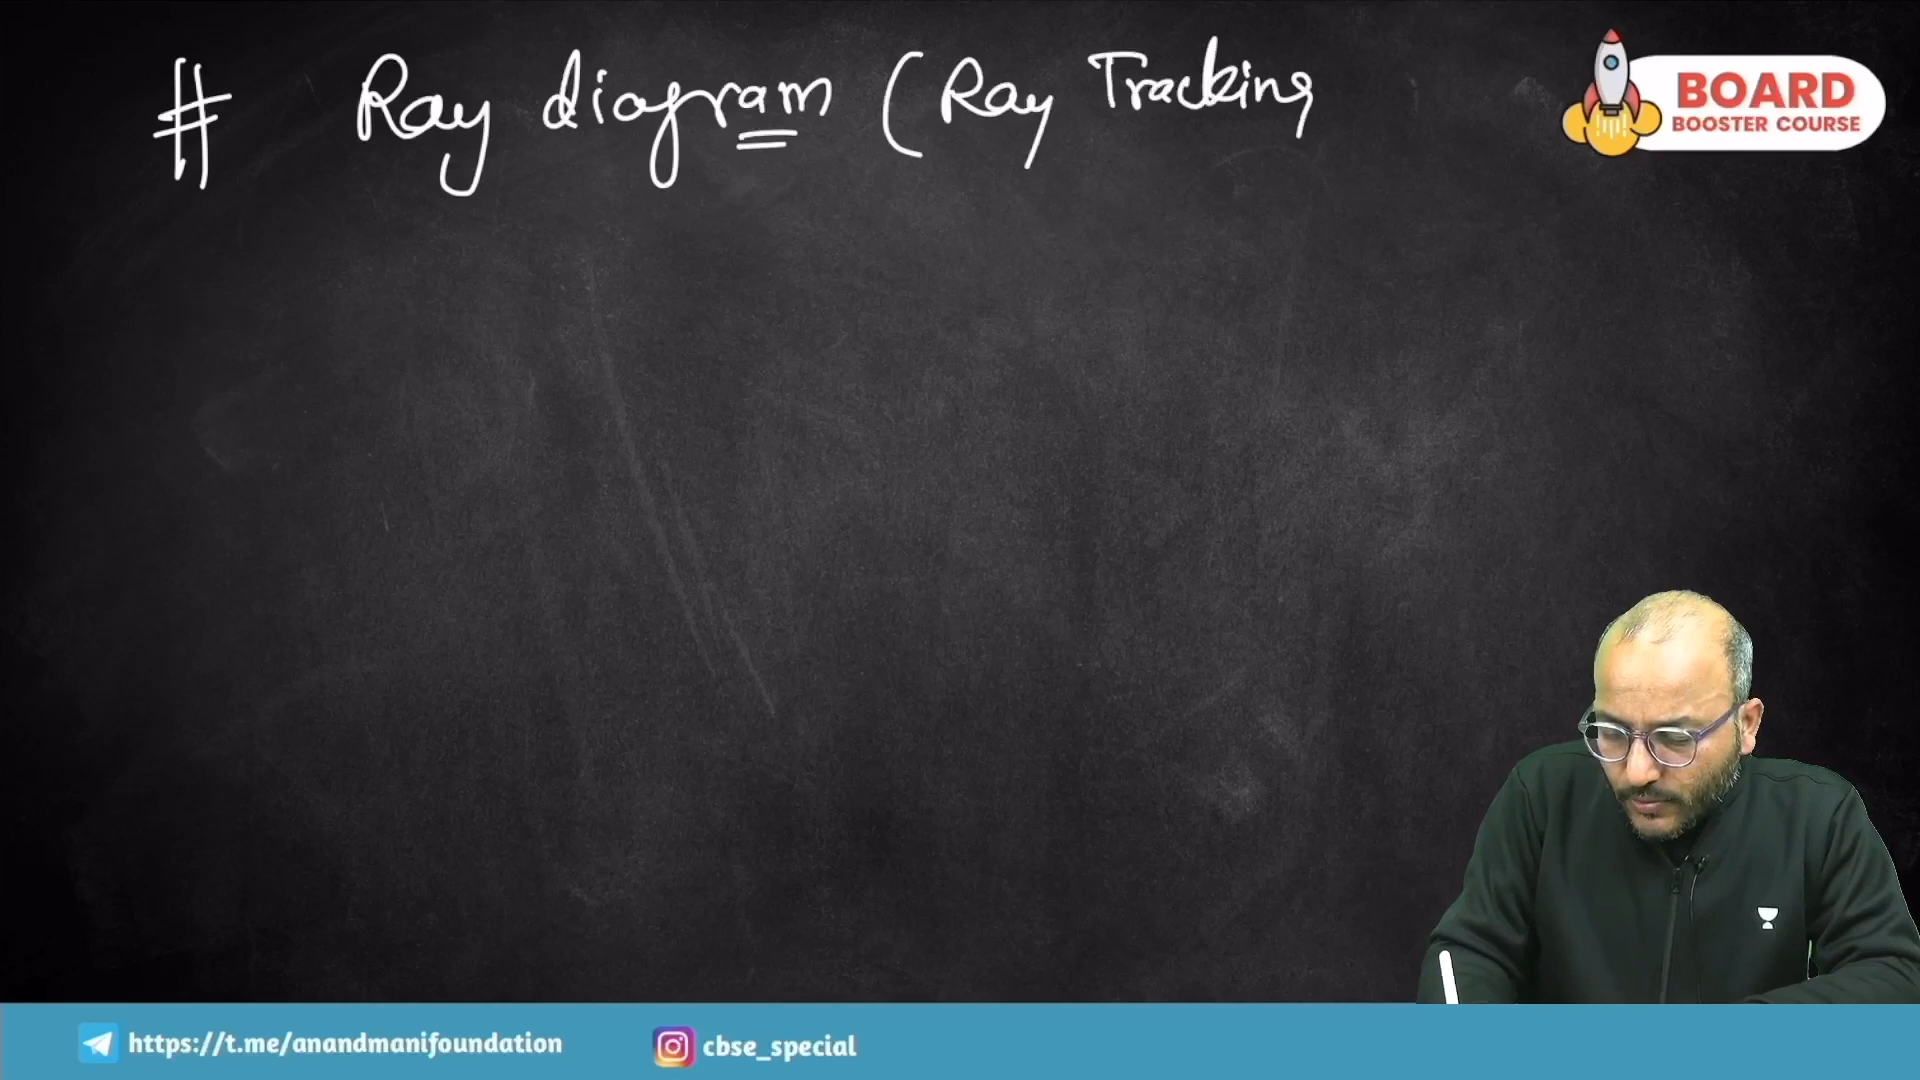 # Ray diagram (Ray Tracking
BOARD
BOOSTER COURSE
https://t.me/anandmanifoundation
cbse_special